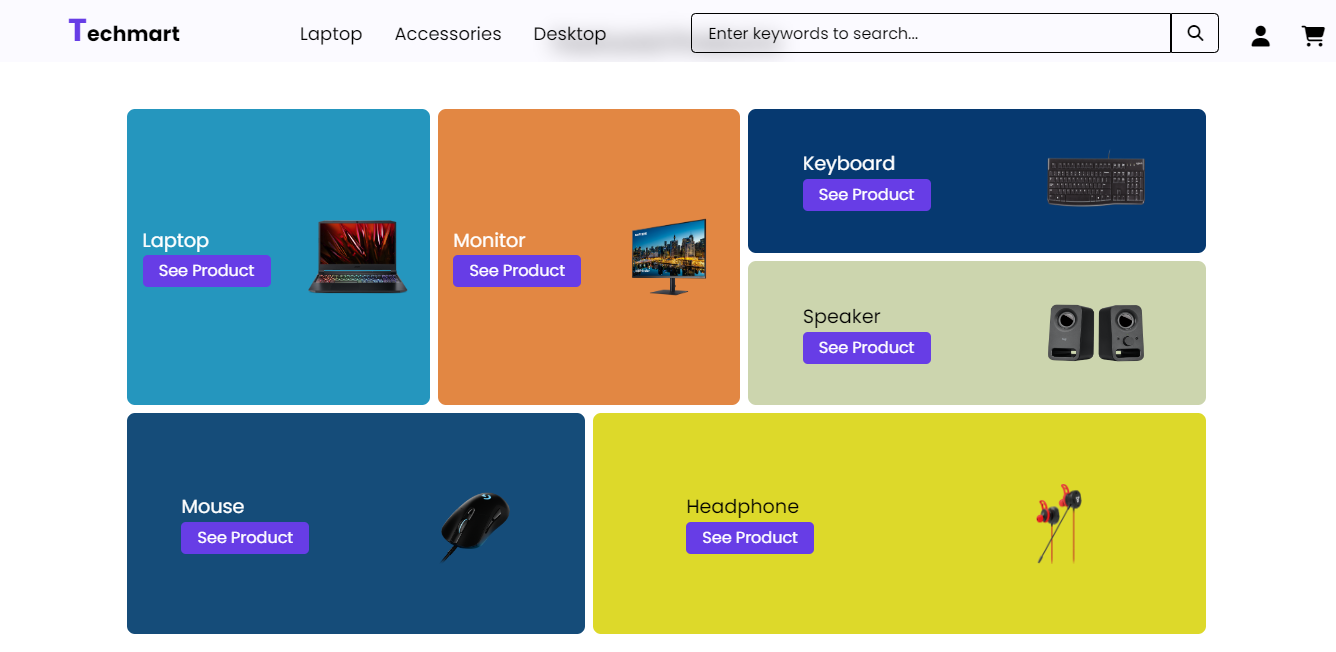 Techmart
Laptop
Accessories
Desktop
Enter keywords to search...
Laptop
See Product
Monitor
See Product
Keyboard
See Product
Speaker
See Product
Mouse
See Product
Headphone
See Product